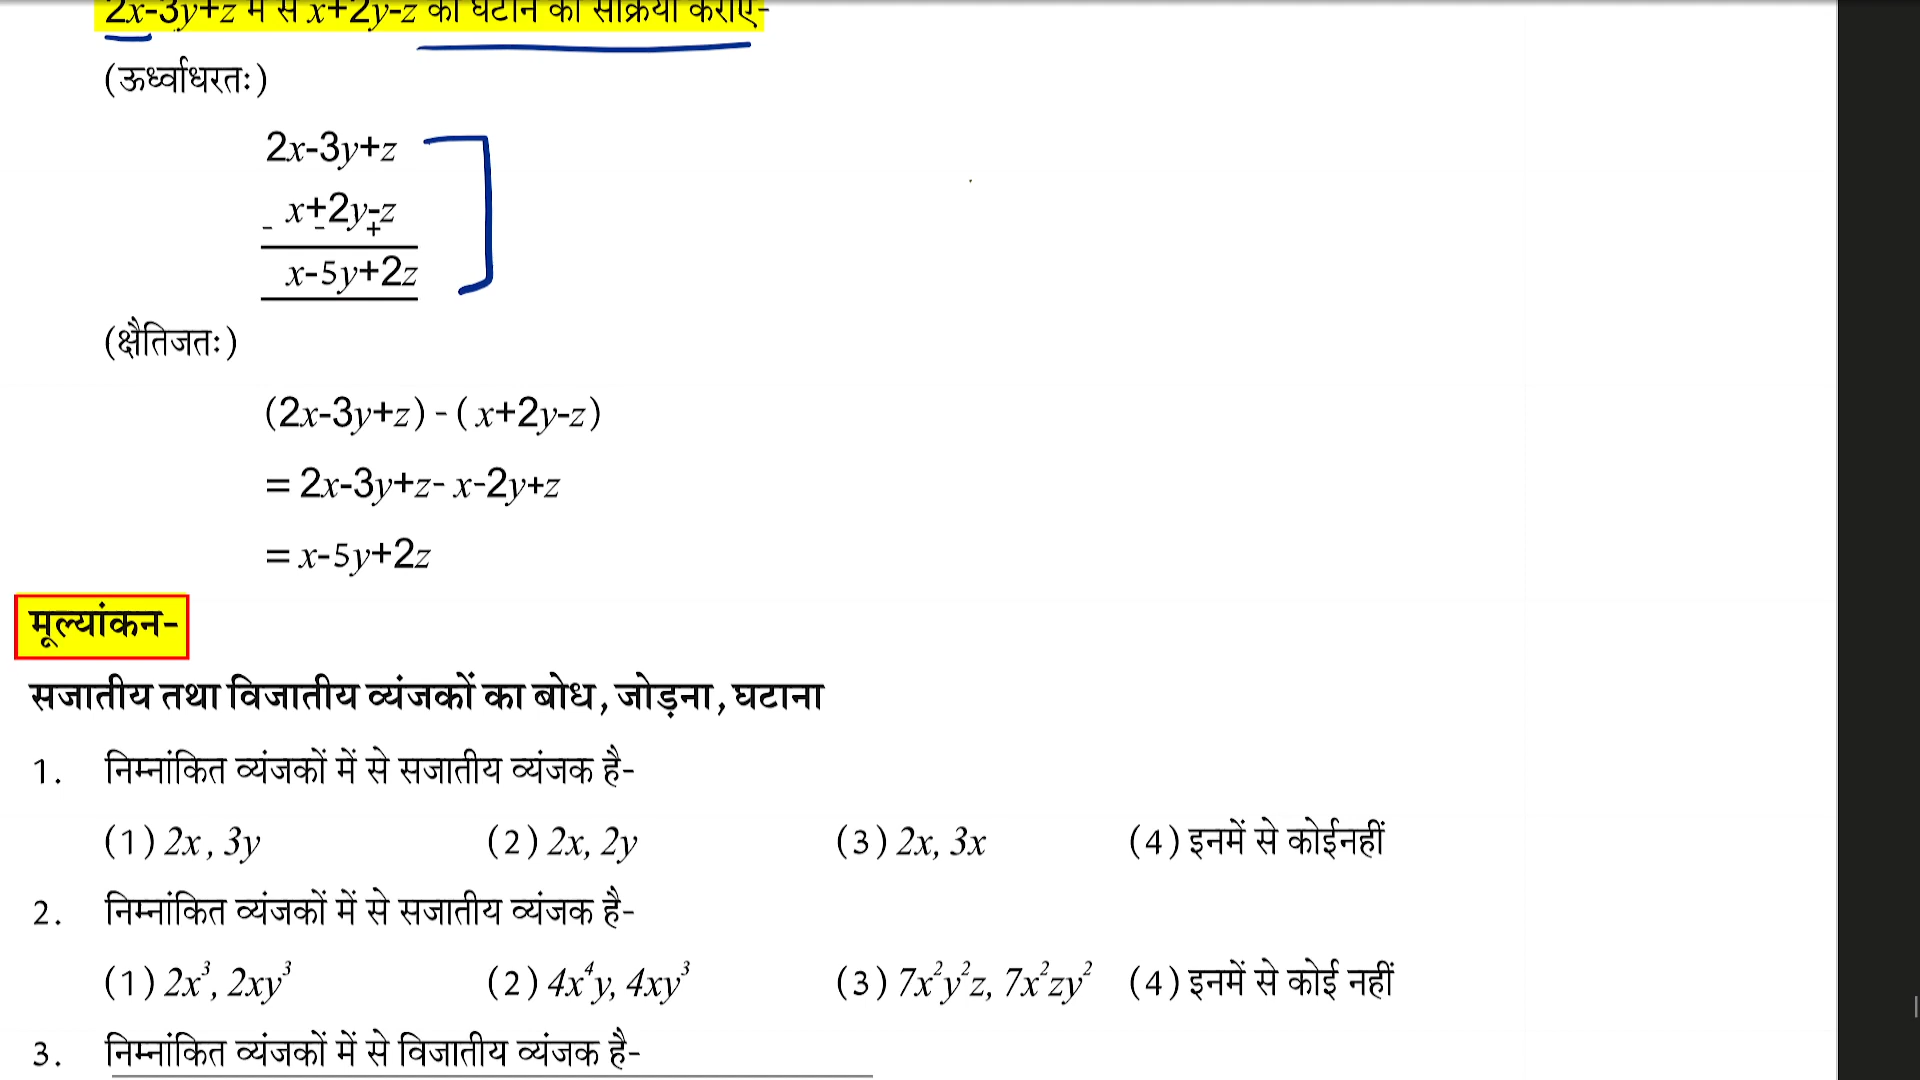 2x-3y+z में से x+2y-z को घटाने की सक्रिया कराए-
(ऊर्ध्वाधरतः)
2x-3y+z
x+2y-z
- - +
x-5y+2z
(क्षैतिजतः)
(2x-3y+z) - ( x+2y-z)
= 2x-3y+z- x-2y+z
= x-5y+2z
मूल्यांकन-
सजातीय तथा विजातीय व्यंजकों का बोध, जोड़ना, घटाना
1. निम्नांकित व्यंजकों में से सजातीय व्यंजक है-
(1) 2x, 3y (2) 2x, 2y (3) 2x, 3x (4) इनमें से कोईनहीं
2. निम्नांकित व्यंजकों में से सजातीय व्यंजक है-
(1) 2x³, 2xy³ (2) 4x⁴y, 4xy³ (3) 7x²y²z, 7x²zy² (4) इनमें से कोई नहीं
3. निम्नांकित व्यंजकों में से विजातीय व्यंजक है-